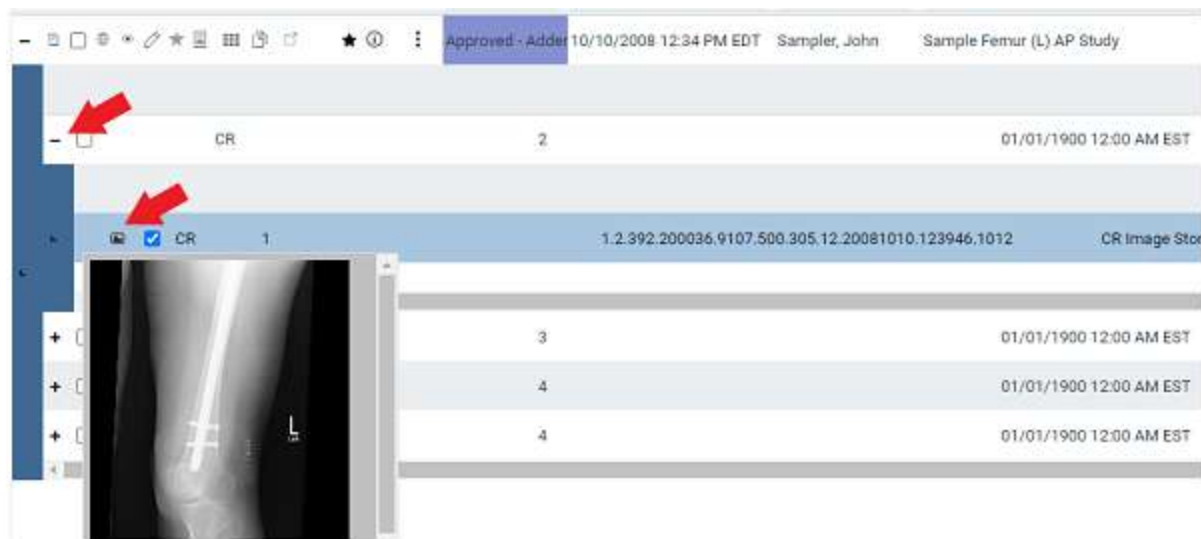 Approved - Adder 10/10/2008 12:34 PM EDT Sampler, John Sample Femur (L) AP Study
CR 2 01/01/1900 12:00 AM EST
CR 1 1.2.392.200036.9107.500.305.12.20081010.123946.1012 CR Image Stor
3 01/01/1900 12:00 AM EST
L
4 01/01/1900 12:00 AM EST
4 01/01/1900 12:00 AM EST